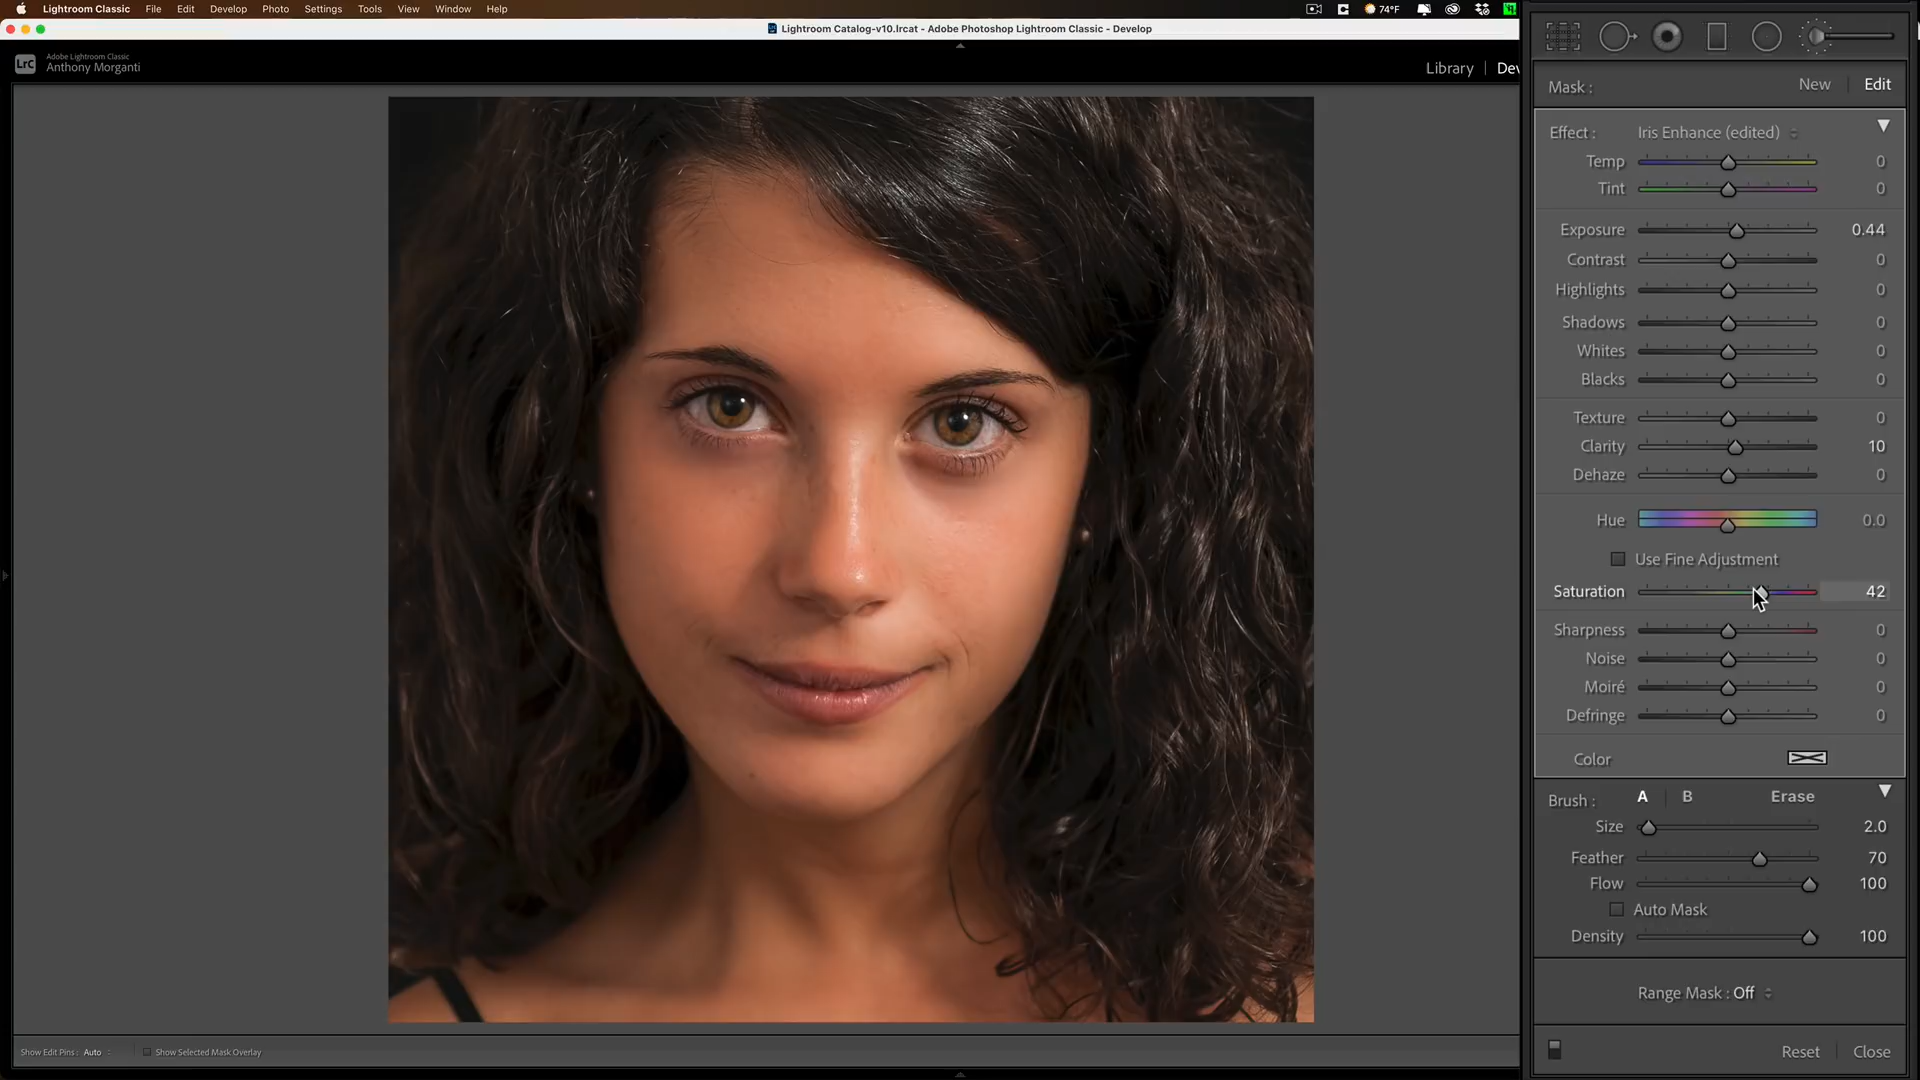 Lightroom Classic File Edit Develop Photo Settings Tools View Window Help 74°F
Lightroom Catalog-v10.lrcat - Adobe Photoshop Lightroom Classic - Develop
LrC
Adobe Lightroom Classic
Anthony Morganti
Library | Dev
Mask : New Edit
Effect : Iris Enhance (edited)
Temp 0
Tint 0
Exposure 0.44
Contrast 0
Highlights 0
Shadows 0
Whites 0
Blacks 0
Texture 0
Clarity 10
Dehaze 0
Hue 0.0
Use Fine Adjustment
Saturation 42
Sharpness 0
Noise 0
Moiré 0
Defringe 0
Color
Brush : A B Erase
Size 2.0
Feather 70
Flow 100
Auto Mask
Density 100
Range Mask : Off
Show Edit Pins : Auto Show Selected Mask Overlay
Reset Close